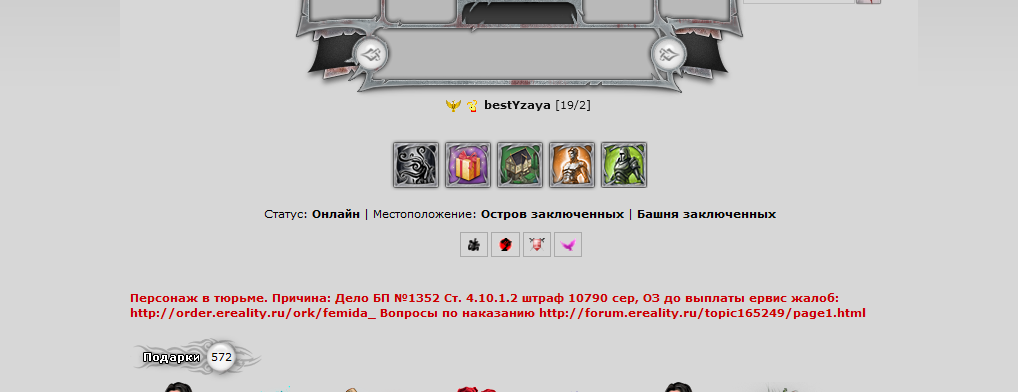 bestYzaya [19/2]
Статус: Онлайн | Местоположение: Остров заключенных | Башня заключенных
Персонаж в тюрьме. Причина: Дело БП №1352 Ст. 4.10.1.2 штраф 10790 сер, ОЗ до выплаты ервис жалоб:
http://order.ereality.ru/ork/femida_ Вопросы по наказанию http://forum.ereality.ru/topic165249/page1.html
Подарки 572